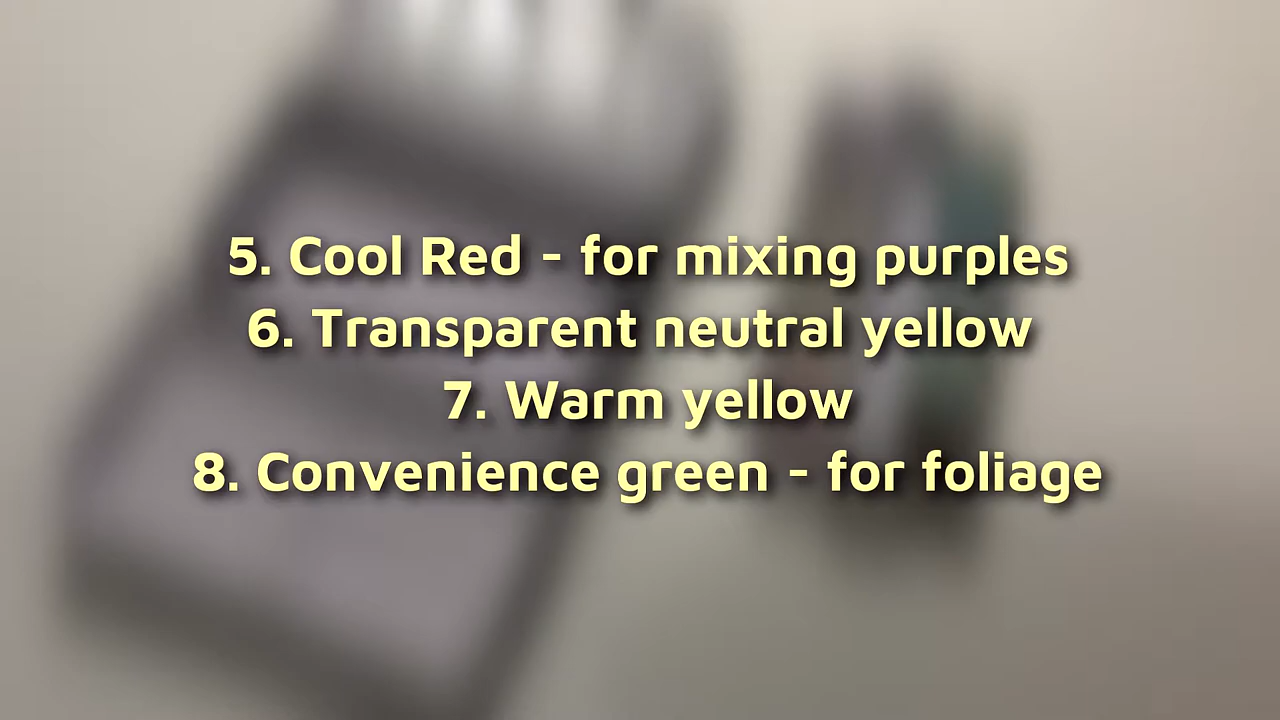 5. Cool Red - for mixing purples
6. Transparent neutral yellow
7. Warm yellow
8. Convenience green - for foliage